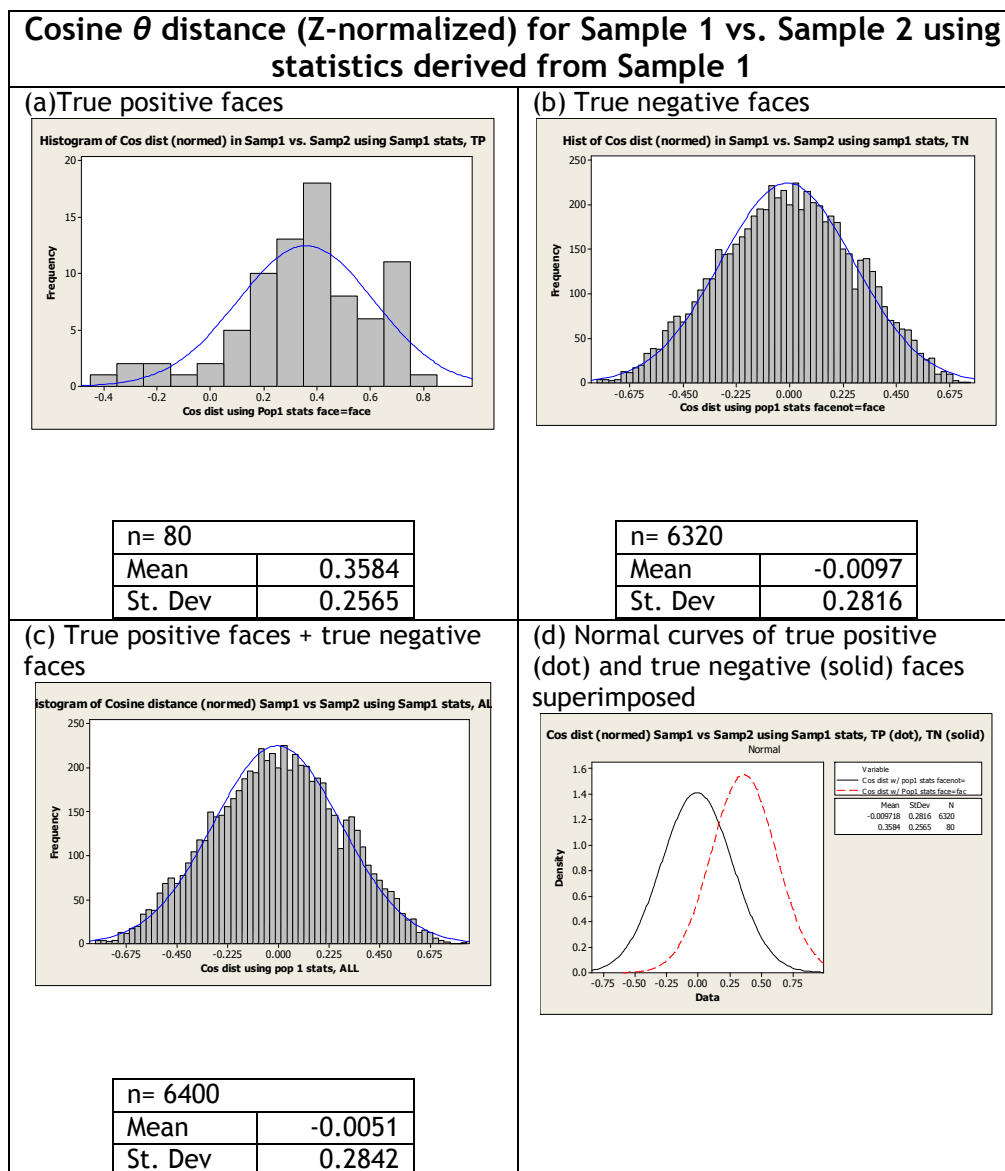 Cosine θ distance (Z-normalized) for Sample 1 vs. Sample 2 using
statistics derived from Sample 1
(a)True positive faces
Histogram of Cos dist (normed) in Samp1 vs. Samp2 using Samp1 stats, TP
20
15
10
5
0
Frequency
-0.4 -0.2 0.0 0.2 0.4 0.6 0.8
Cos dist using Pop1 stats face=face
n= 80
Mean 0.3584
St. Dev 0.2565
(b) True negative faces
Hist of Cos dist (normed) in Samp1 vs. Samp2 using samp1 stats, TN
250
200
150
100
50
0
Frequency
-0.675 -0.450 -0.225 0.000 0.225 0.450 0.675
Cos dist using pop1 stats facenot=face
n= 6320
Mean -0.0097
St. Dev 0.2816
(c) True positive faces + true negative
faces
istogram of Cosine distance (normed) Samp1 vs Samp2 using Samp1 stats, AL
250
200
150
100
50
0
Frequency
-0.675 -0.450 -0.225 0.000 0.225 0.450 0.675
Cos dist using pop 1 stats, ALL
n= 6400
Mean -0.0051
St. Dev 0.2842
(d) Normal curves of true positive
(dot) and true negative (solid) faces
superimposed
Cos dist (normed) Samp1 vs Samp2 using Samp1 stats, TP (dot), TN (solid)
Normal
1.6
1.4
1.2
1.0
0.8
0.6
0.4
0.2
0.0
Density
-0.75 -0.50 -0.25 0.00 0.25 0.50 0.75
Data
Variable
Cos dist w/ pop1 stats facenot=
Cos dist w/ Pop1 stats face=fac
Mean StDev N
-0.009718 0.2816 6320
0.3584 0.2565 80